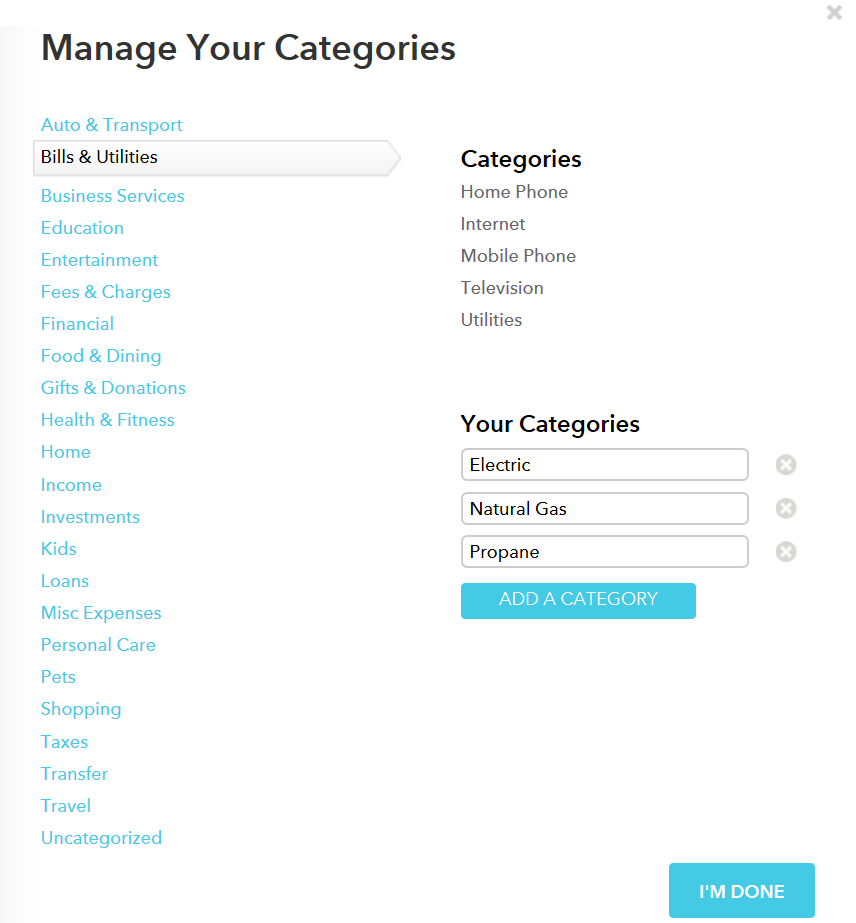 Manage Your Categories
Auto & Transport
Bills & Utilities
Business Services
Education
Entertainment
Fees & Charges
Financial
Food & Dining
Gifts & Donations
Health & Fitness
Home
Income
Investments
Kids
Loans
Misc Expenses
Personal Care
Pets
Shopping
Taxes
Transfer
Travel
Uncategorized
Categories
Home Phone
Internet
Mobile Phone
Television
Utilities
Your Categories
Electric
Natural Gas
Propane
ADD A CATEGORY
I'M DONE